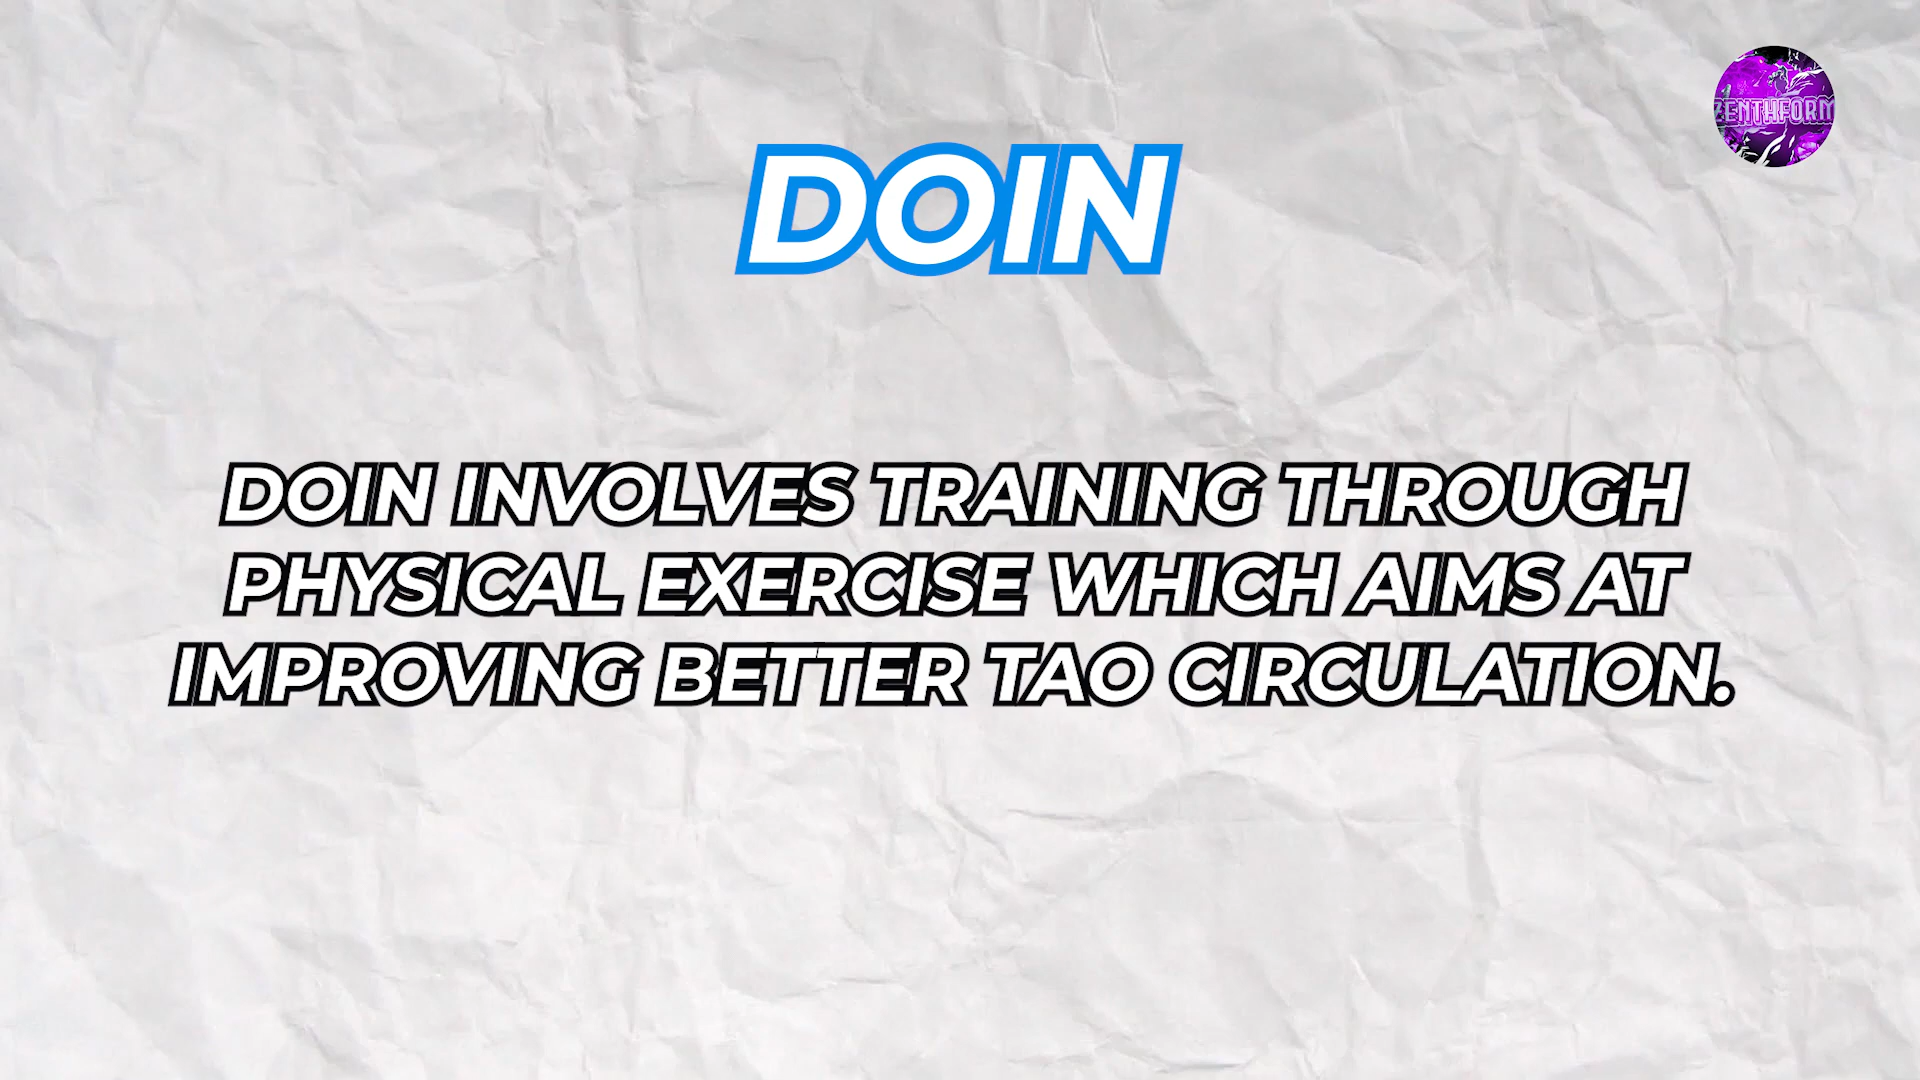 ZENTHFORM
DOIN
DOIN INVOLVES TRAINING THROUGH
PHYSICAL EXERCISE WHICH AIMS AT
IMPROVING BETTER TAO CIRCULATION.